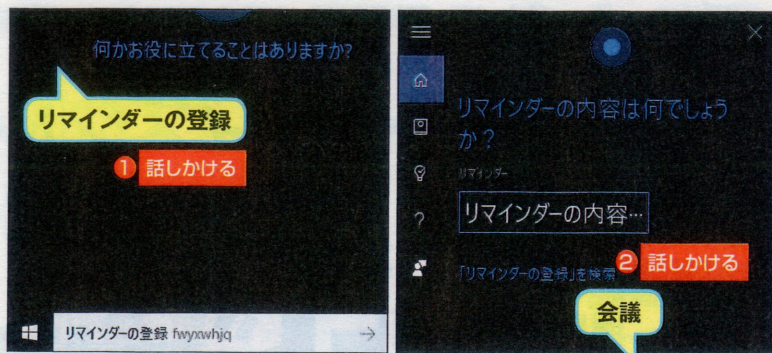 何かお役に立てることはありますか?
リマインダーの登録
① 話しかける
リマインダーの登録 fwyxwhjq
リマインダーの内容は何でしょう
か？
リマインダー
リマインダーの内容…
「リマインダーの登録」を検索
② 話しかける
会議